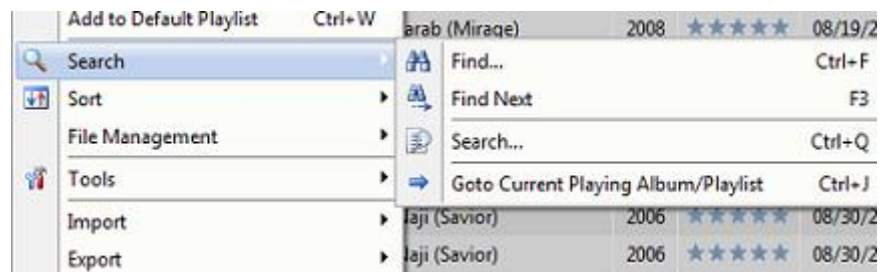 Add to Default Playlist Ctrl+W
arab (Mirage) 2008 08/19/2
Search
Find... Ctrl+F
Sort
Find Next F3
File Management
Search... Ctrl+Q
Tools
Goto Current Playing Album/Playlist Ctrl+J
Import
Naji (Savior) 2006 08/30/2
Export
Naji (Savior) 2006 08/30/2